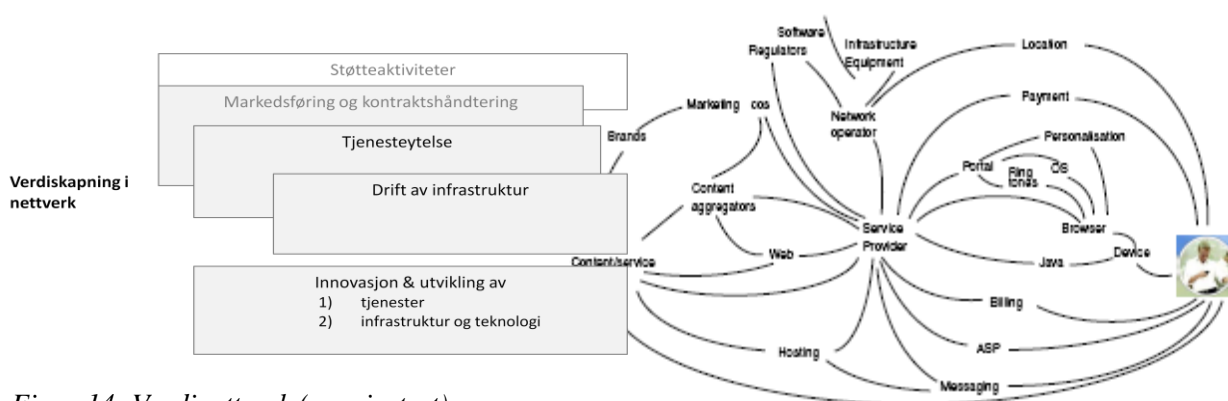 Støtteaktiviteter
Markedsføring og kontraktshåndtering
Tjenesteytelse
Drift av infrastruktur
Verdiskapning i
nettverk
Innovasjon & utvikling av
1) tjenester
2) infrastruktur og teknologi
Software
Regulators
Infrastructure
Equipment
Location
Marketing cos
Network
operator
Payment
Brands
Personalisation
Portal
Ring
tones
OS
Content
aggregators
Service
Provider
Browser
Web
Java
Device
Content/service
Billing
Hosting
ASP
Messaging